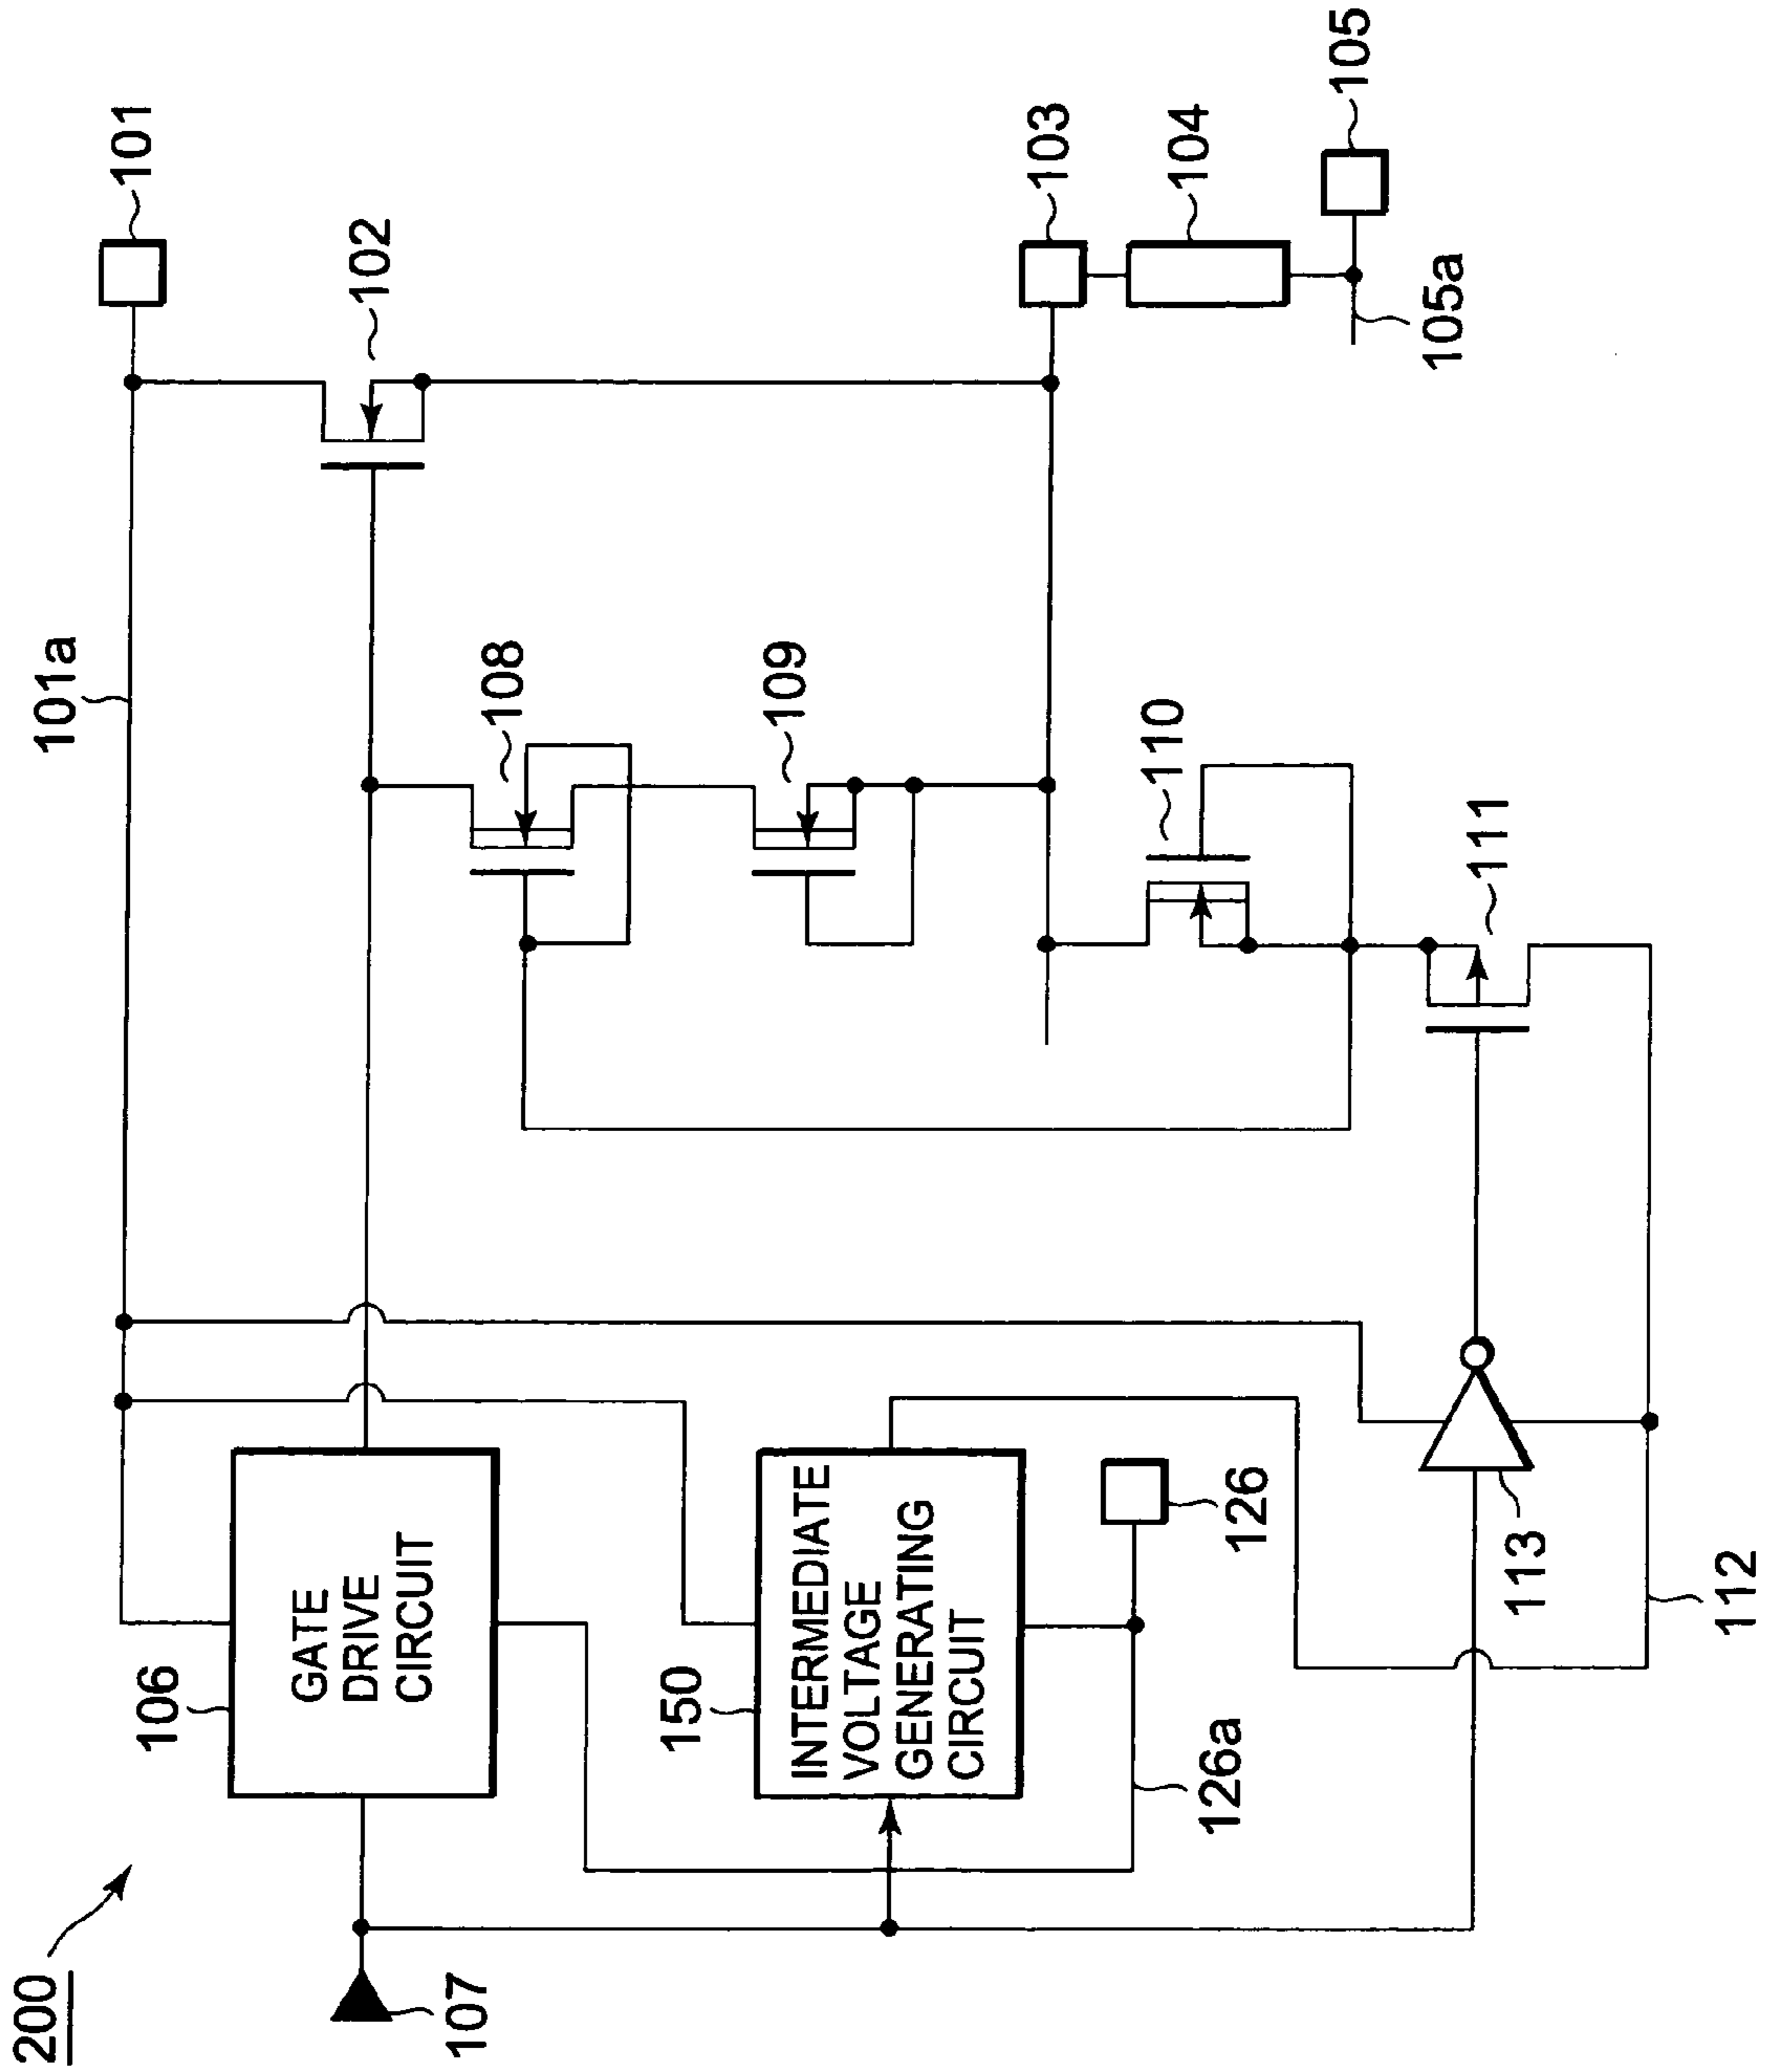 200
101a
101
102
103
104
105
105a
108
109
110
111
106
GATE
DRIVE
CIRCUIT
150
INTERMEDIATE
VOLTAGE
GENERATING
CIRCUIT
126
126a
107
113
112